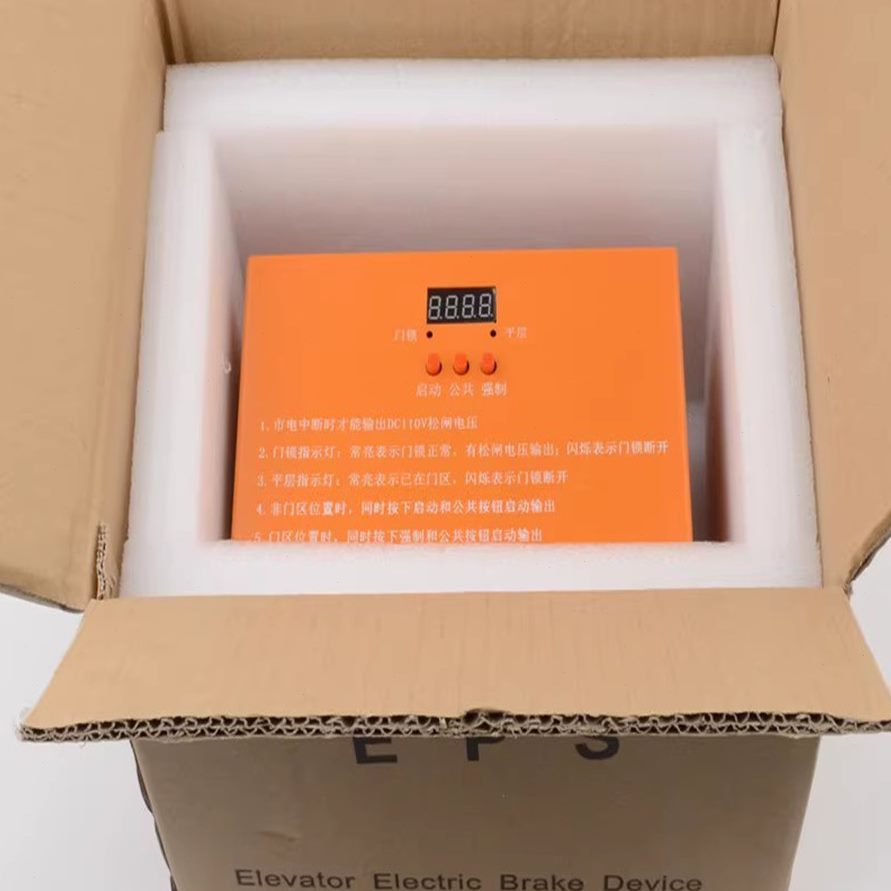 8.8.8.8.
门锁 平层
启动 公共 强制
1.市电中断时才能输出DC110V松闸电压
2.门锁指示灯：常亮表示门锁正常，有松闸电压输出；闪烁表示门锁断开
3.平层指示灯：常亮表示已在门区，闪烁表示门锁断开
4.非门区位置时，同时按下启动和公共按钮启动输出
5.门区位置时，同时按下强制和公共按钮启动输出
EPS
Elevator Electric Brake Device